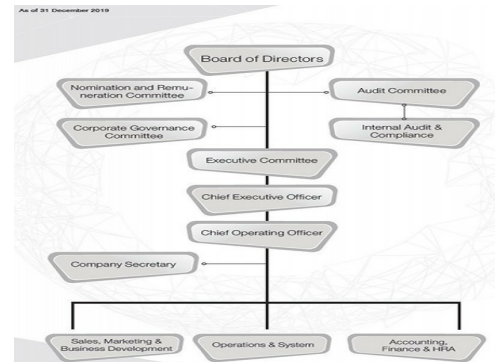 As of 31 December 2019
Board of Directors
Nomination and Remu-
neration Committee
Audit Committee
Corporate Governance
Committee
Internal Audit &
Compliance
Executive Committee
Chief Executive Officer
Chief Operating Officer
Company Secretary
Sales, Marketing &
Business Development
Operations & System
Accounting,
Finance & HRA